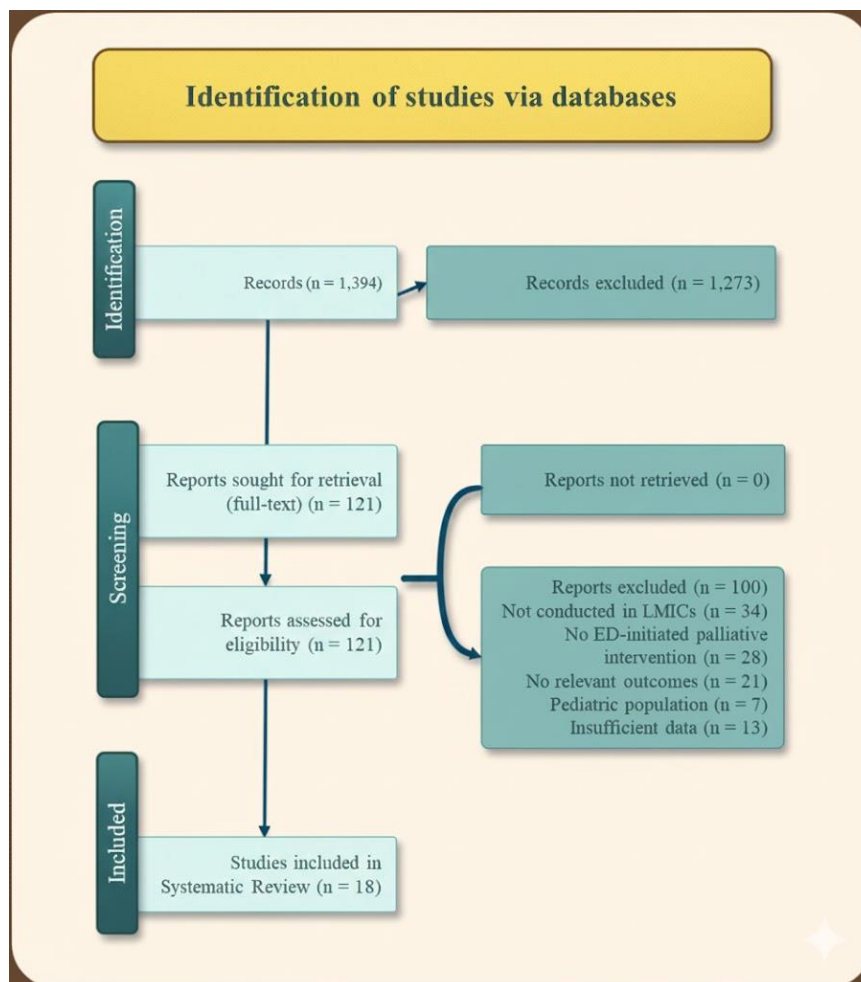 Identification of studies via databases
Identification
Records (n = 1,394)
Records excluded (n = 1,273)
Screening
Reports sought for retrieval
(full-text) (n = 121)
Reports not retrieved (n = 0)
Reports assessed for
eligibility (n = 121)
Reports excluded (n = 100)
Not conducted in LMICs (n = 34)
No ED-initiated palliative
intervention (n = 28)
No relevant outcomes (n = 21)
Pediatric population (n = 7)
Insufficient data (n = 13)
Included
Studies included in
Systematic Review (n = 18)